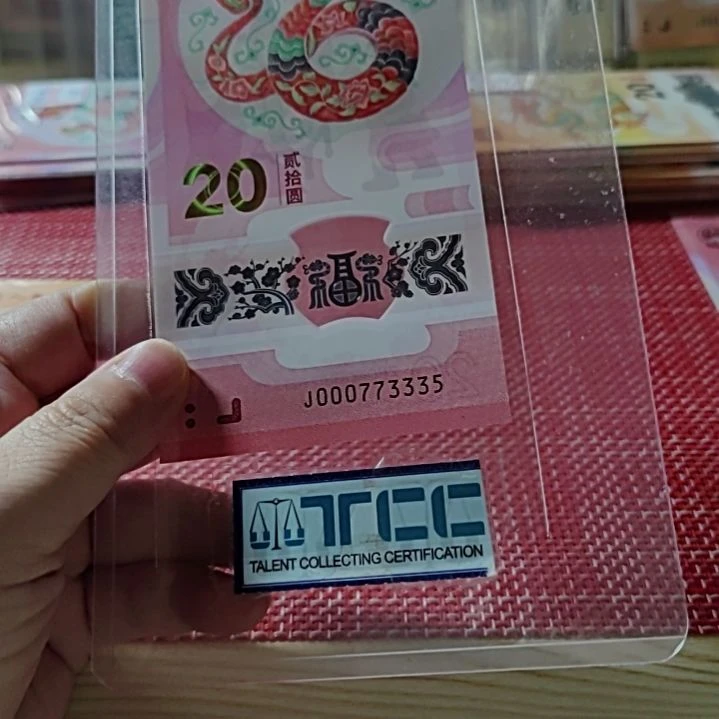 20
贰拾圆
福
J000773335
TCC
TALENT COLLECTING CERTIFICATION